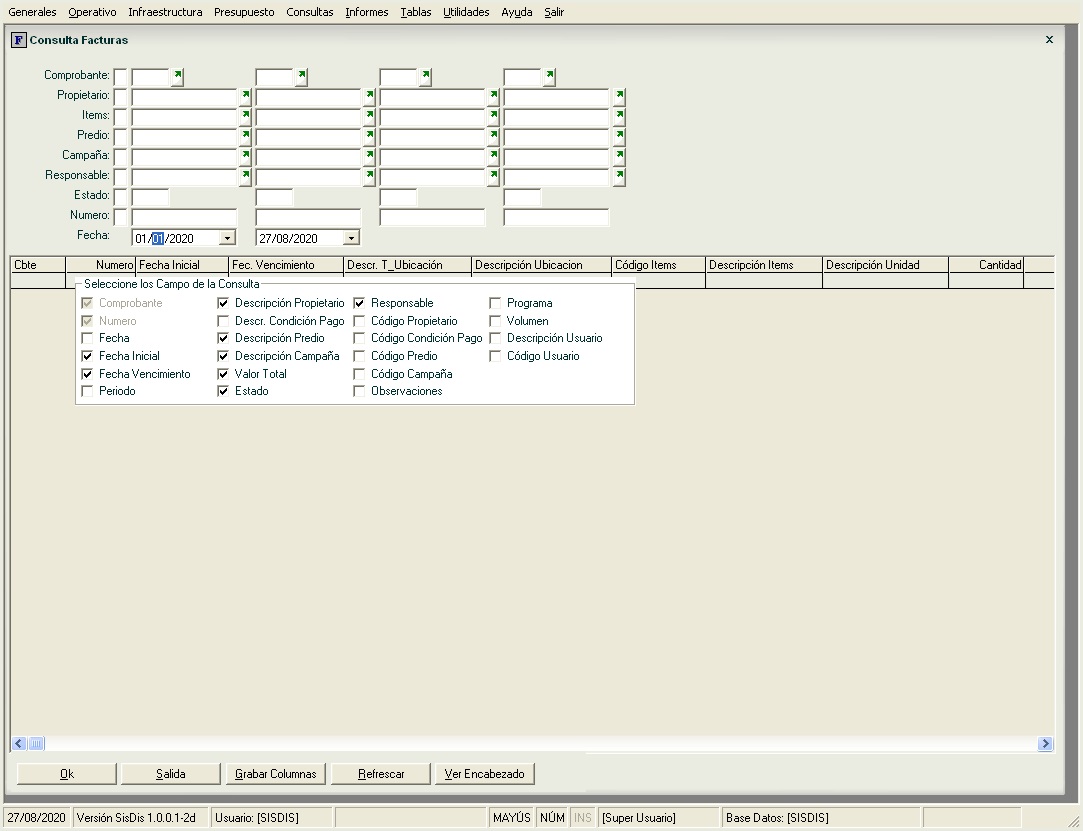 Generales Operativo Infraestructura Presupuesto Consultas Informes Tablas Utilidades Ayuda Salir
F Consulta Facturas x
Comprobante:
Propietario:
Items:
Predio:
Campaña:
Responsable:
Estado:
Numero:
Fecha: 01/01/2020 27/08/2020
Cbte Numero Fecha Inicial Fec. Vencimiento Descr. T_Ubicación Descripción Ubicacion Código Items Descripción Items Descripción Unidad Cantidad
Seleccione los Campo de la Consulta
Comprobante Descripción Propietario Responsable Programa
Numero Descr. Condición Pago Código Propietario Volumen
Fecha Descripción Predio Código Condición Pago Descripción Usuario
Fecha Inicial Descripción Campaña Código Predio Código Usuario
Fecha Vencimiento Valor Total Código Campaña
Periodo Estado Observaciones
Ok Salida Grabar Columnas Refrescar Ver Encabezado
27/08/2020 Versión SisDis 1.0.0.1-2d Usuario: [SISDIS] MAYÚS NÚM INS [Super Usuario] Base Datos: [SISDIS]